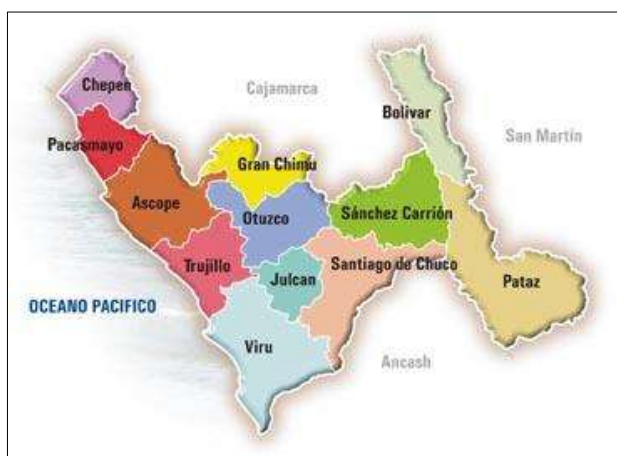 Chepen
Cajamarca
Bolivar
San Martín
Pacasmayo
Gran Chimu
Ascope
Otuzco
Sánchez Carrión
Trujillo
Santiago de Chuco
Julcan
Pataz
OCEANO PACIFICO
Viru
Ancash